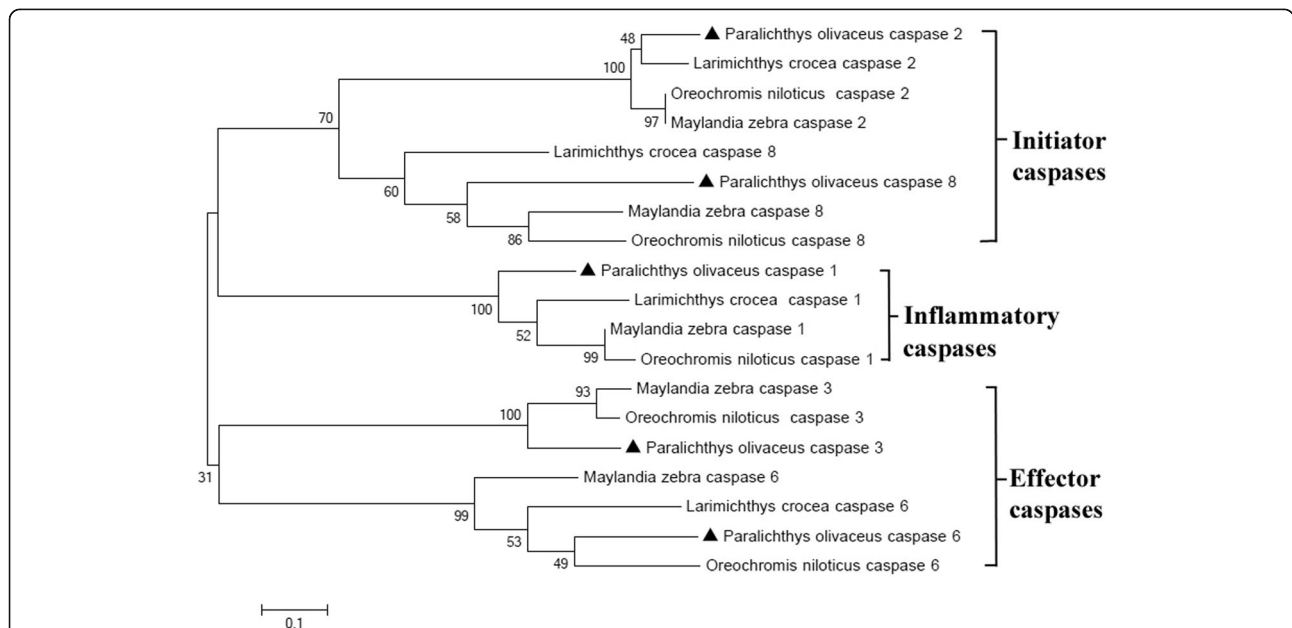 48
▲ Paralichthys olivaceus caspase 2
Larimichthys crocea caspase 2
100
Oreochromis niloticus caspase 2
97
Maylandia zebra caspase 2
70
Larimichthys crocea caspase 8
60
▲ Paralichthys olivaceus caspase 8
58
Maylandia zebra caspase 8
86
Oreochromis niloticus caspase 8
Initiator
caspases
▲ Paralichthys olivaceus caspase 1
100
Larimichthys crocea caspase 1
52
Maylandia zebra caspase 1
99
Oreochromis niloticus caspase 1
Inflammatory
caspases
93
Maylandia zebra caspase 3
100
Oreochromis niloticus caspase 3
▲ Paralichthys olivaceus caspase 3
31
Maylandia zebra caspase 6
99
Larimichthys crocea caspase 6
53
▲ Paralichthys olivaceus caspase 6
49
Oreochromis niloticus caspase 6
Effector
caspases
0.1